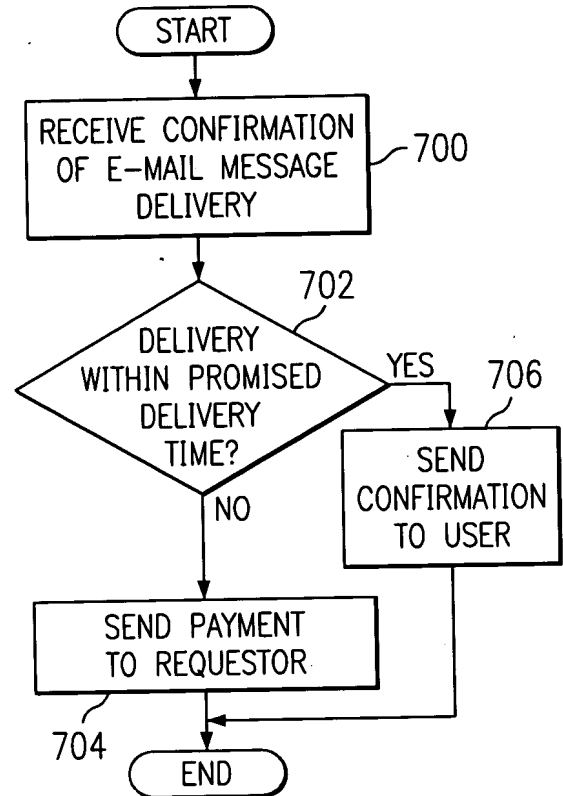 START
RECEIVE CONFIRMATION
OF E-MAIL MESSAGE
DELIVERY
700
702
DELIVERY
WITHIN PROMISED
DELIVERY
TIME?
YES
706
SEND
CONFIRMATION
TO USER
NO
SEND PAYMENT
TO REQUESTOR
704
END